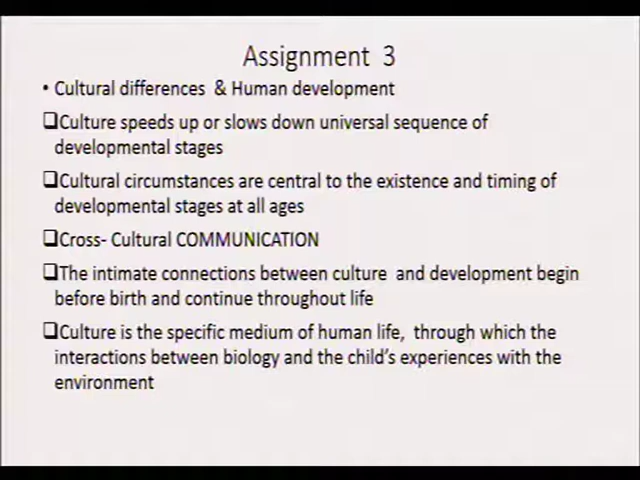 Assignment 3
• Cultural differences & Human development
❑Culture speeds up or slows down universal sequence of
developmental stages
❑Cultural circumstances are central to the existence and timing of
developmental stages at all ages
❑Cross- Cultural COMMUNICATION
❑The intimate connections between culture and development begin
before birth and continue throughout life
❑Culture is the specific medium of human life, through which the
interactions between biology and the child's experiences with the
environment